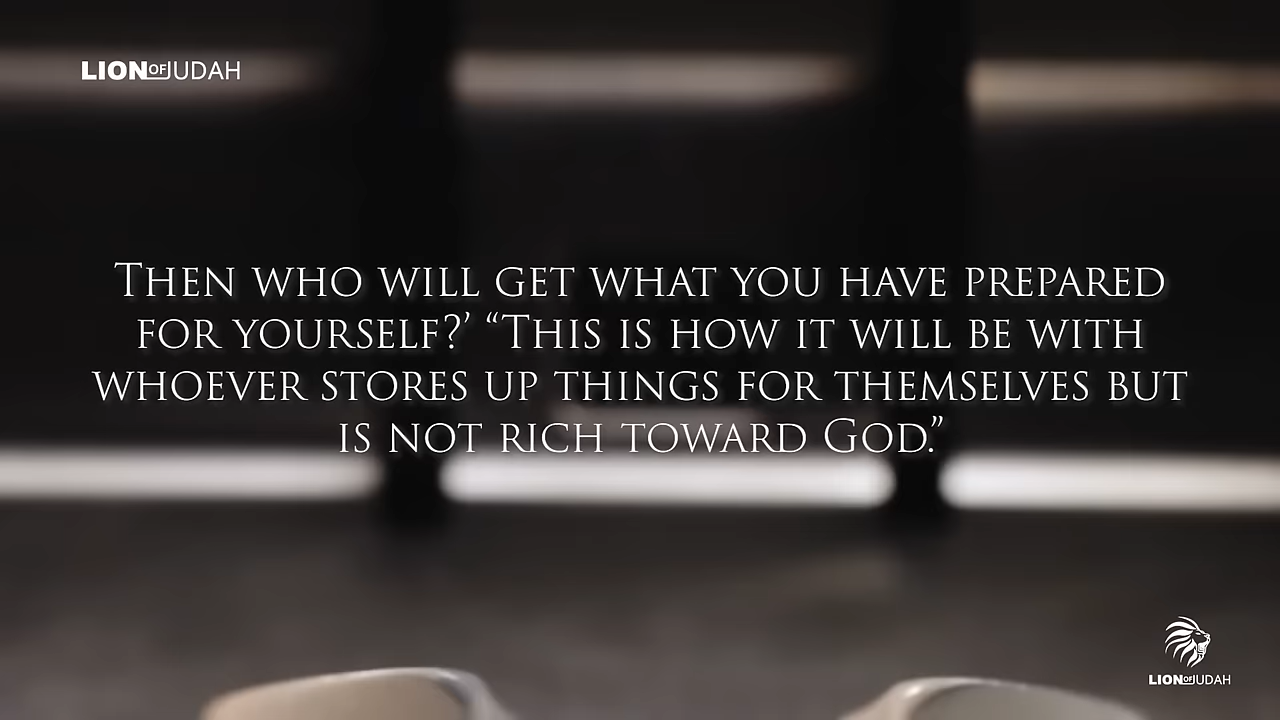 LION OF JUDAH
Then who will get what you have prepared
for yourself?’ “This is how it will be with
whoever stores up things for themselves but
is not rich toward God.”
LION OF JUDAH